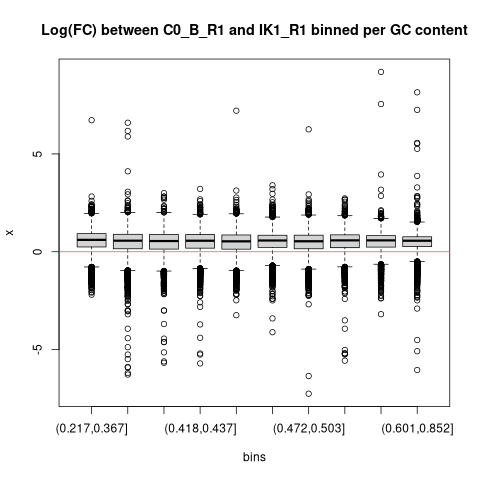 Log(FC) between C0_B_R1 and IK1_R1 binned per GC content
5
0
-5
x
(0.217,0.367]
(0.418,0.437]
(0.472,0.503]
(0.601,0.852]
bins